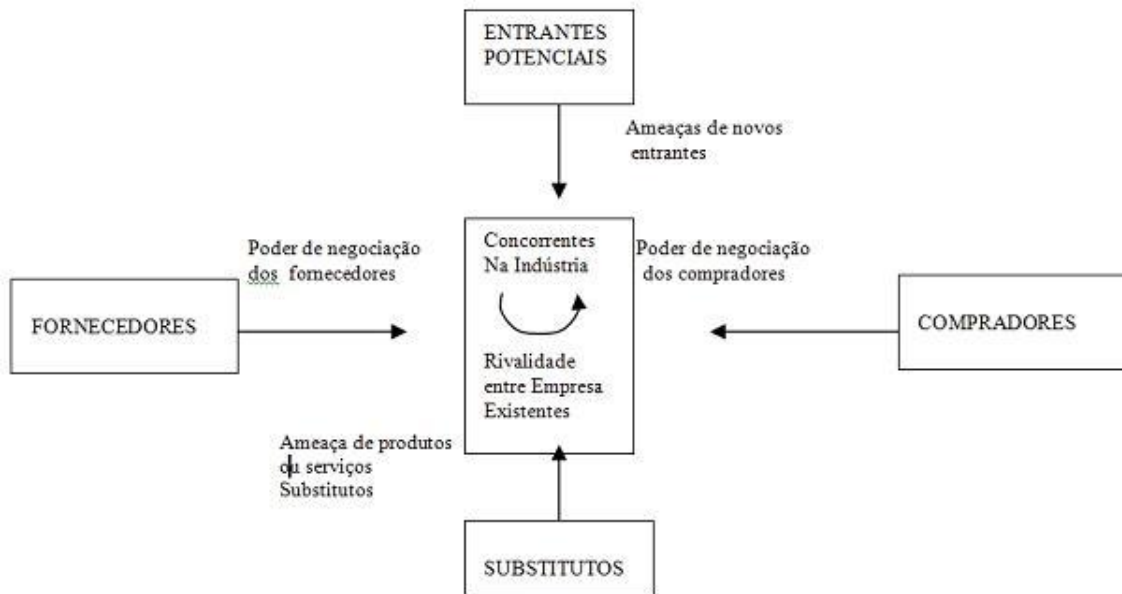 ENTRANTES
POTENCIAIS
Ameaças de novos
entrantes
Poder de negociação
dos fornecedores
Concorrentes
Na Indústria
Poder de negociação
dos compradores
FORNECEDORES
COMPRADORES
Rivalidade
entre Empresa
Existentes
Ameaça de produtos
ou serviços
Substitutos
SUBSTITUTOS